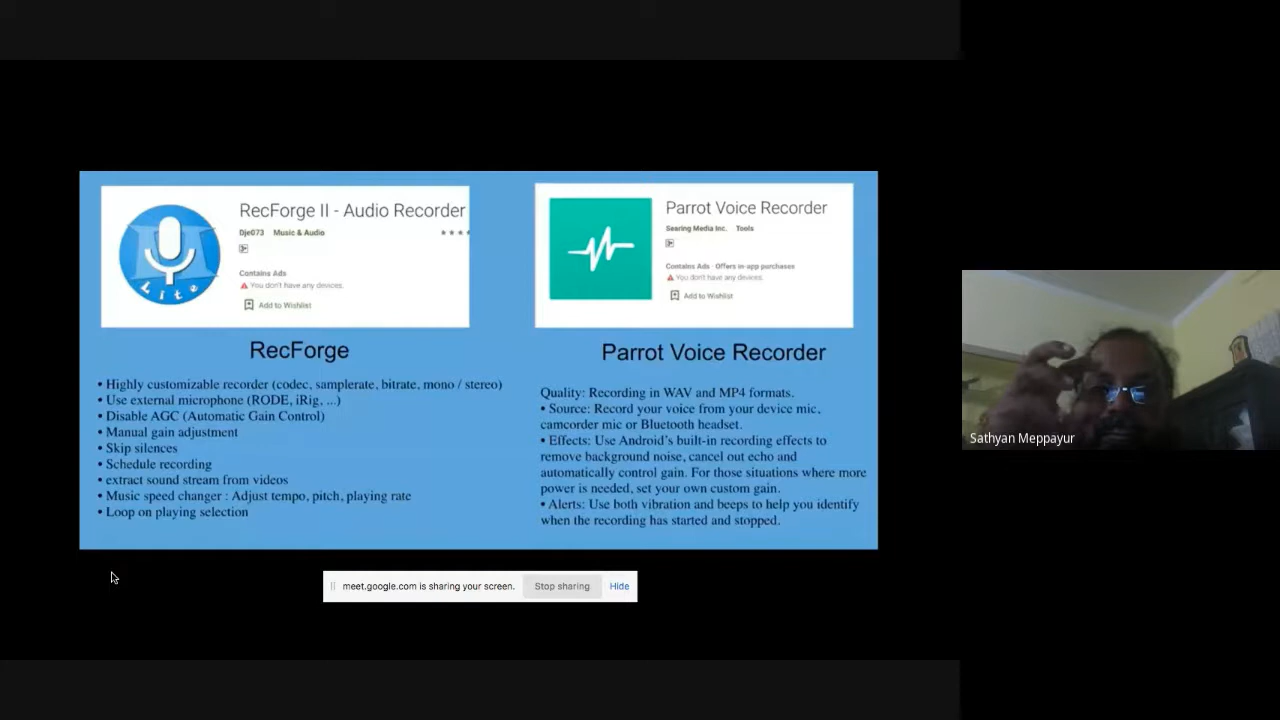 RecForge II - Audio Recorder
Dje073 Music & Audio
3+
Contains Ads
You don't have any devices.
Add to Wishlist
Lite
RecForge
• Highly customizable recorder (codec, samplerate, bitrate, mono / stereo)
• Use external microphone (RODE, iRig, ...)
• Disable AGC (Automatic Gain Control)
• Manual gain adjustment
• Skip silences
• Schedule recording
• extract sound stream from videos
• Music speed changer : Adjust tempo, pitch, playing rate
• Loop on playing selection
Parrot Voice Recorder
Searing Media Inc. Tools
3+
Contains Ads · Offers in-app purchases
You don't have any devices.
Add to Wishlist
Parrot Voice Recorder
Quality: Recording in WAV and MP4 formats.
• Source: Record your voice from your device mic,
camcorder mic or Bluetooth headset.
• Effects: Use Android's built-in recording effects to
remove background noise, cancel out echo and
automatically control gain. For those situations where more
power is needed, set your own custom gain.
• Alerts: Use both vibration and beeps to help you identify
when the recording has started and stopped.
meet.google.com is sharing your screen. Stop sharing Hide
Sathyan Meppayur